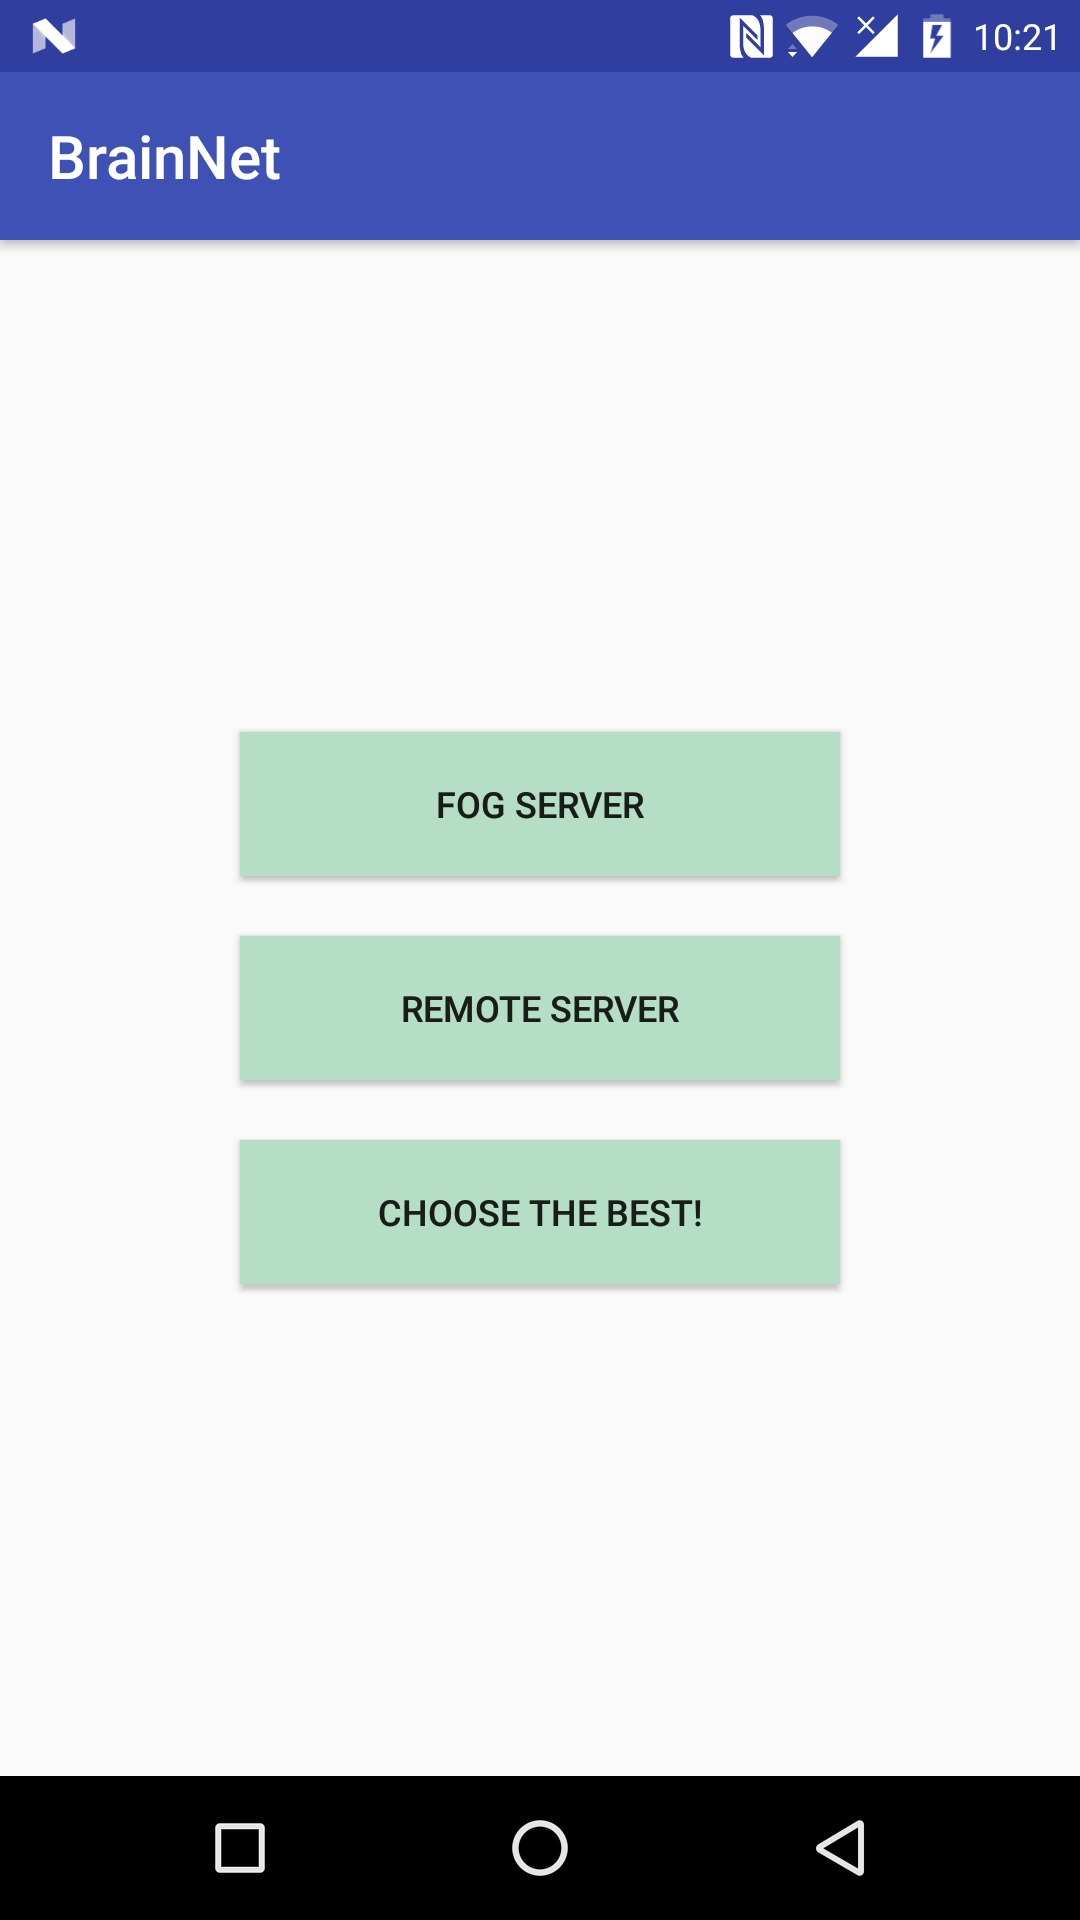 10:21
BrainNet
FOG SERVER
REMOTE SERVER
CHOOSE THE BEST!